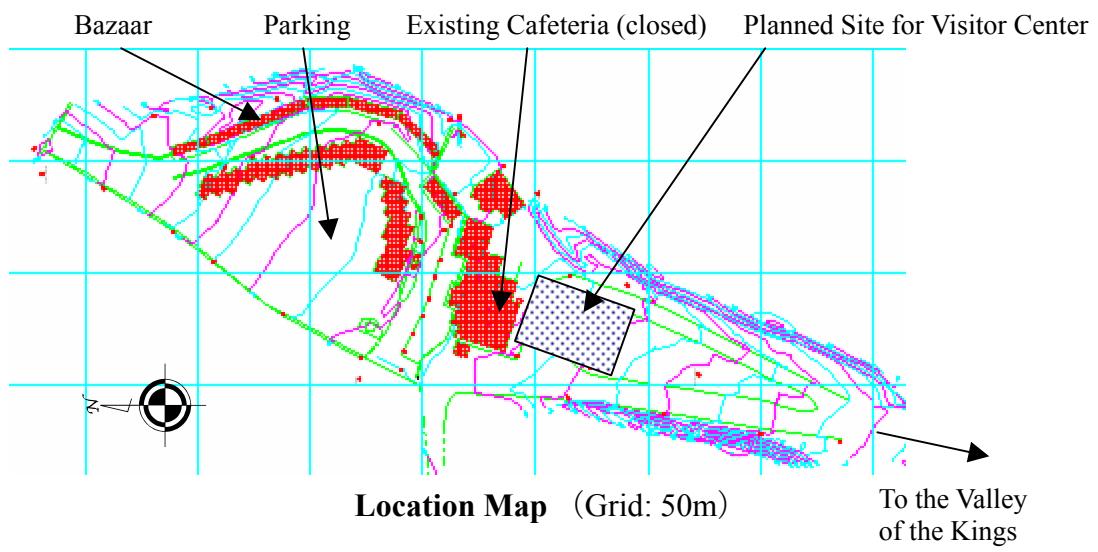 Bazaar
Parking
Existing Cafeteria (closed)
Planned Site for Visitor Center
N
Location Map （Grid: 50m）
To the Valley
of the Kings